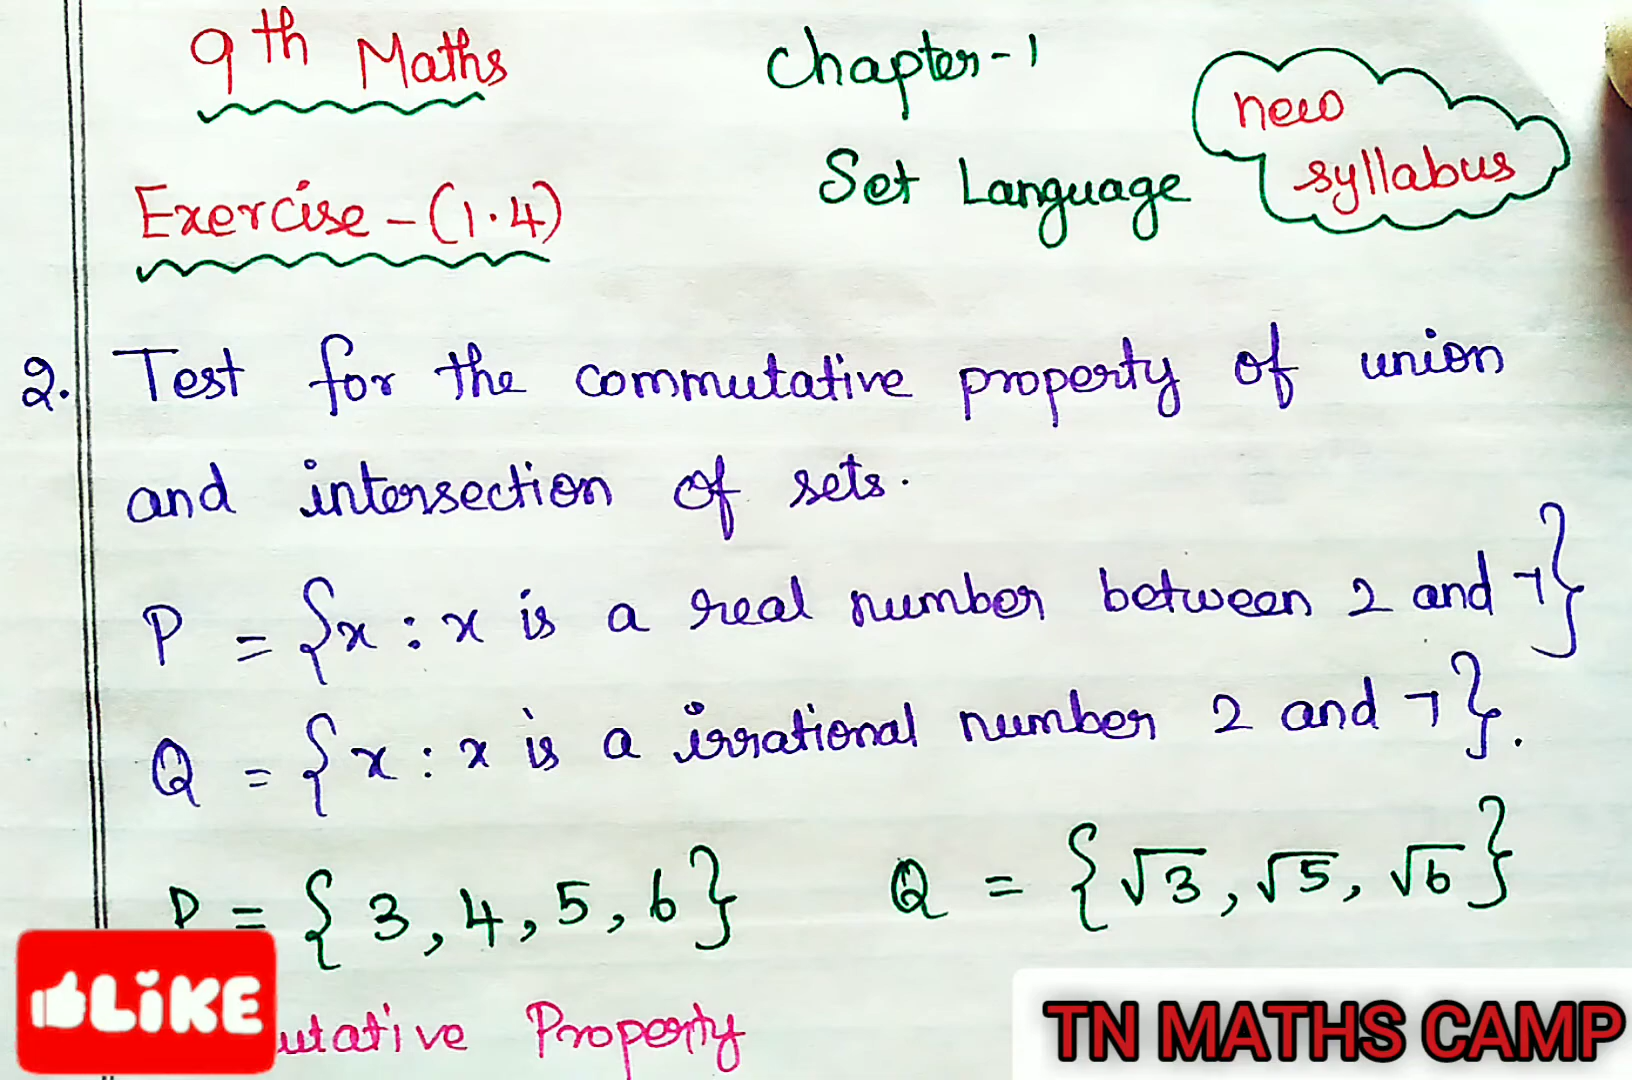 9th Maths
Chapter-1
new
syllabus
Set Language
Exercise - (1.4)
2. Test for the commutative property of union
and intersection of sets.
P = {x : x is a real number between 2 and 7}
Q = {x : x is a irrational number 2 and 7}.
P = {3, 4, 5, 6} Q = {√3, √5, √6}
utative Property
LiKE
TN MATHS CAMP